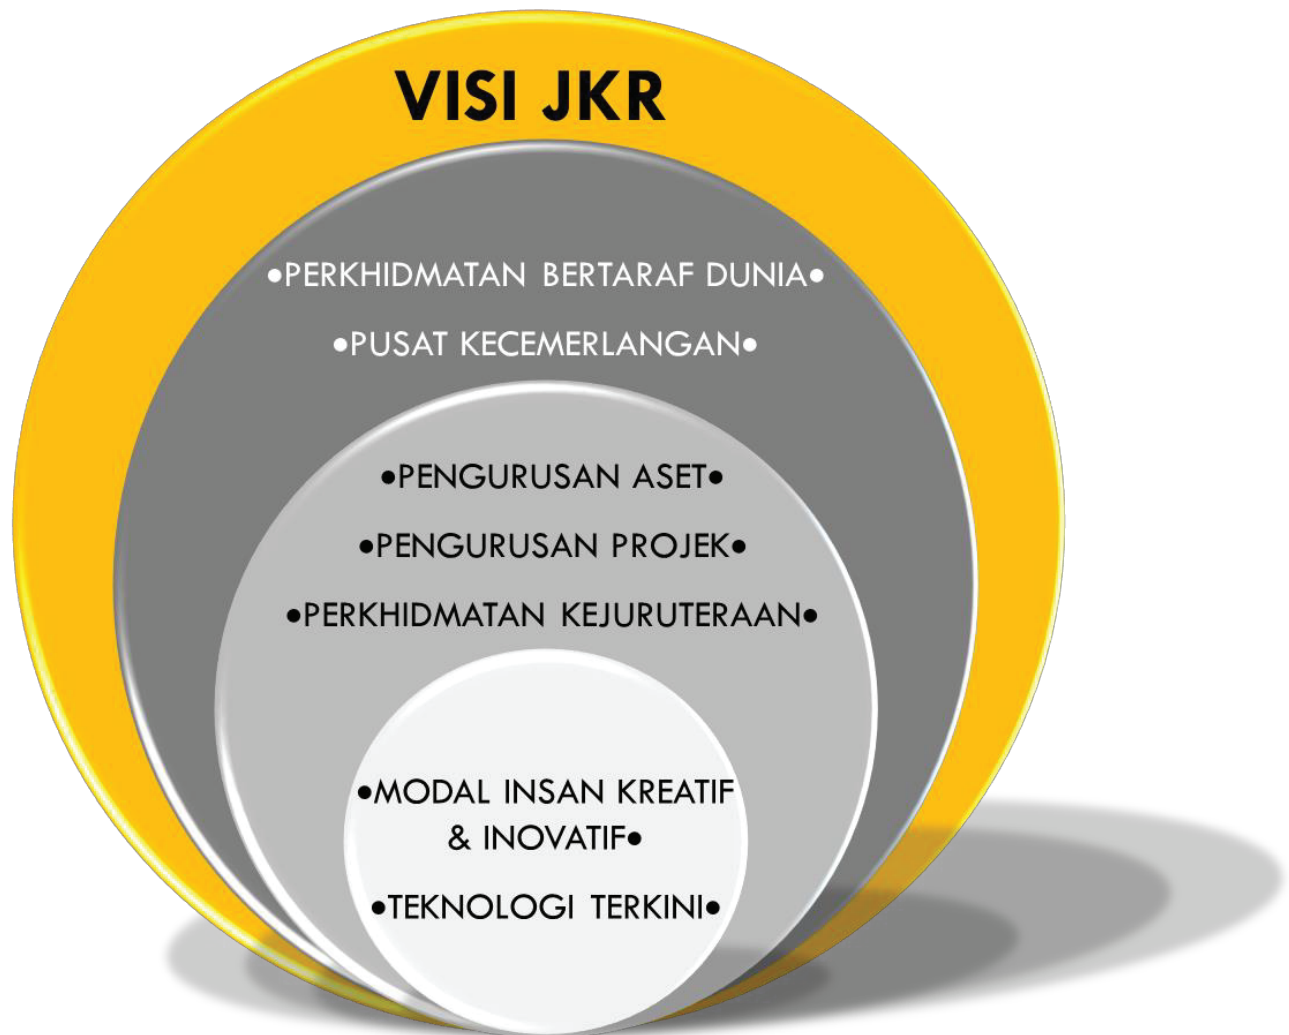 VISI JKR
•PERKHIDMATAN BERTARAF DUNIA•
•PUSAT KECEMERLANGAN•
•PENGURUSAN ASET•
•PENGURUSAN PROJEK•
•PERKHIDMATAN KEJURUTERAAN•
•MODAL INSAN KREATIF
& INOVATIF•
•TEKNOLOGI TERKINI•